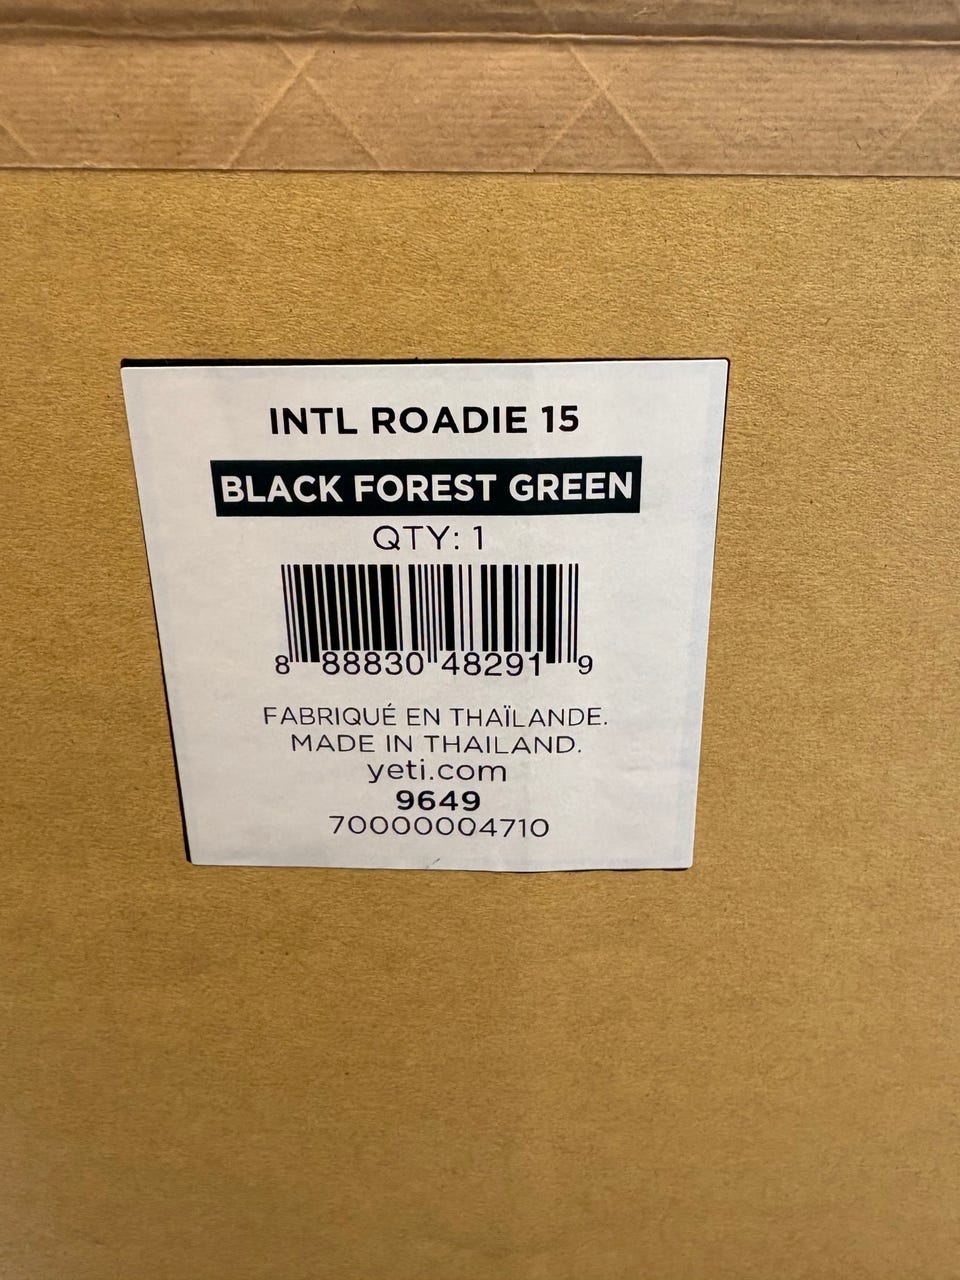 INTL ROADIE 15
BLACK FOREST GREEN
QTY: 1
8 88830 48291 9
FABRIQUÉ EN THAÏLANDE.
MADE IN THAILAND.
yeti.com
9649
70000004710